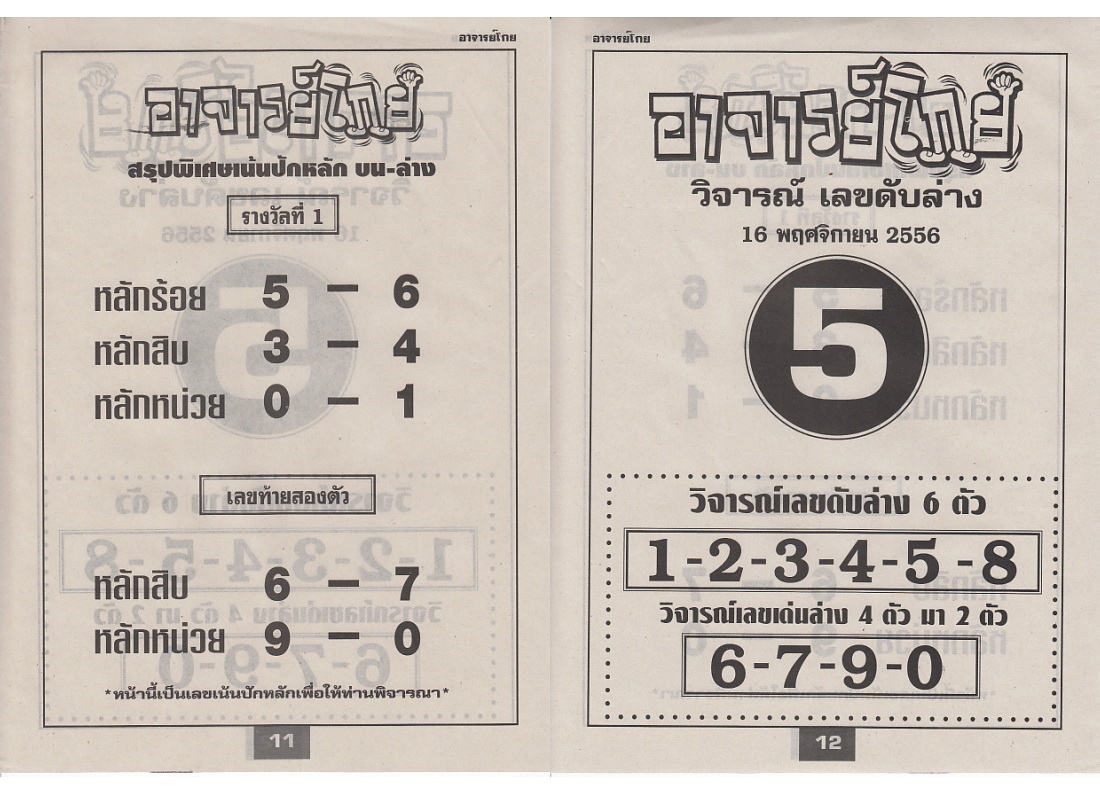 อาจารย์โกย
อาจารย์โกย
สรุปพิเศษเน้นปักหลัก บน-ล่าง
รางวัลที่ 1
หลักร้อย 5 – 6
หลักสิบ 3 – 4
หลักหน่วย 0 – 1
เลขท้ายสองตัว
หลักสิบ 6 – 7
หลักหน่วย 9 – 0
*หน้านี้เป็นเลขเน้นปักหลักเพื่อให้ท่านพิจารณา*
11
อาจารย์โกย
อาจารย์โกย
วิจารณ์ เลขดับล่าง
16 พฤศจิกายน 2556
5
วิจารณ์เลขดับล่าง 6 ตัว
1-2-3-4-5-8
วิจารณ์เลขเด่นล่าง 4 ตัว มา 2 ตัว
6-7-9-0
12